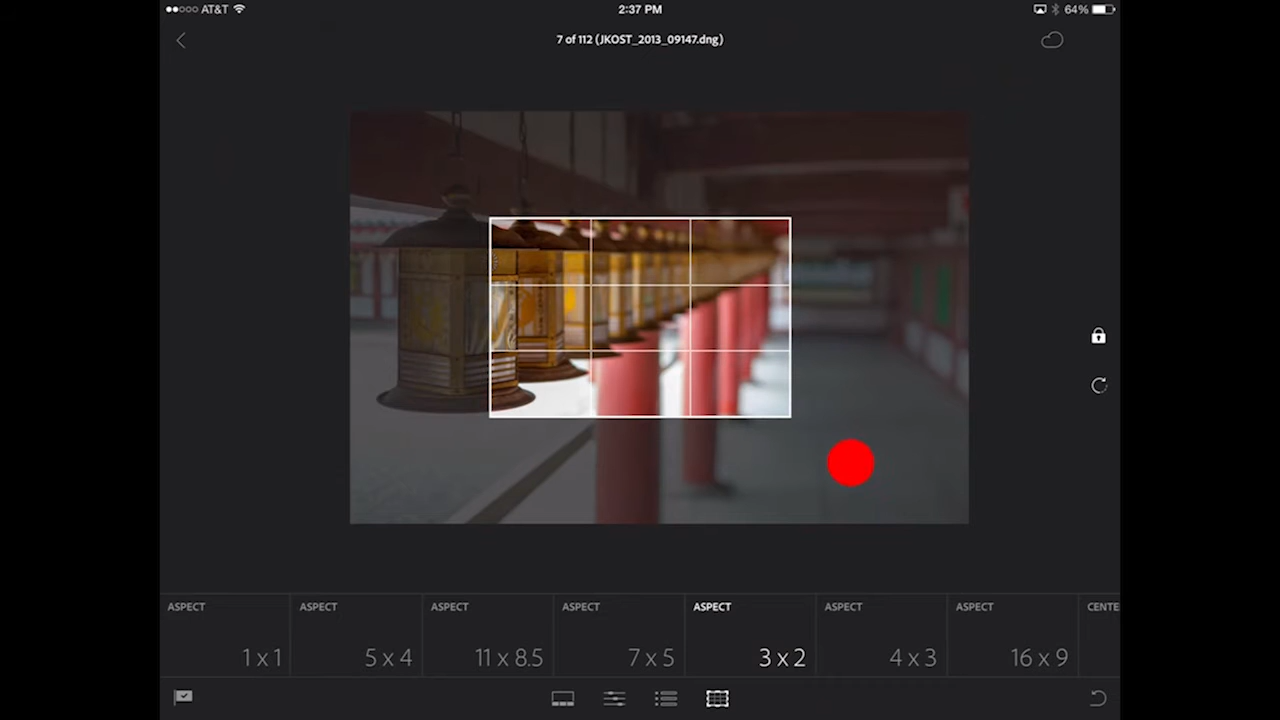 AT&T
2:37 PM
64%
7 of 112 (JKOST_2013_09147.dng)
ASPECT
1 x 1
ASPECT
5 x 4
ASPECT
11 x 8.5
ASPECT
7 x 5
ASPECT
3 x 2
ASPECT
4 x 3
ASPECT
16 x 9
CENTE